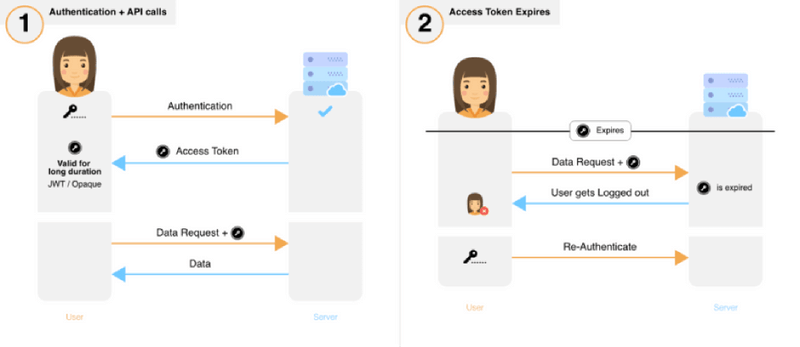 1
Authentication + API calls
Authentication
Access Token
Valid for
long duration
JWT / Opaque
Data Request +
Data
User
Server
2
Access Token Expires
Expires
Data Request +
is expired
User gets Logged out
Re-Authenticate
User
Server